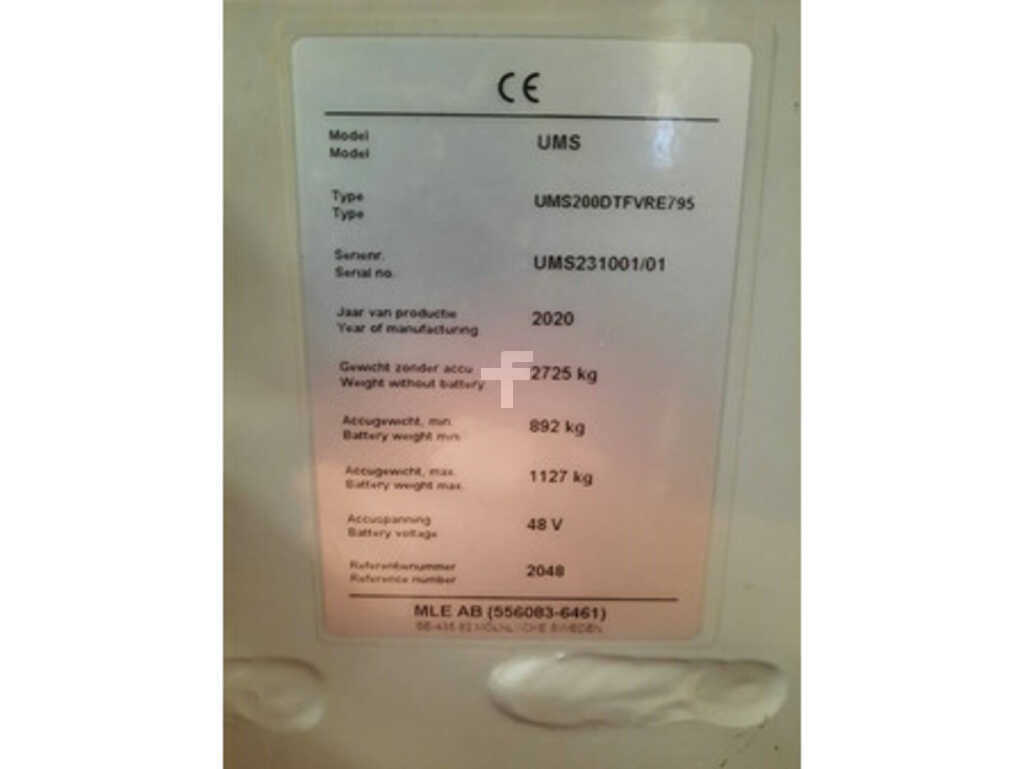 CE
Model
Model
UMS
Type
Type
UMS200DTFVRE795
Serienr.
Serial no.
UMS231001/01
Jaar van productie
Year of manufacturing
2020
Gewicht zonder accu
Weight without battery
2725 kg
Accugewicht, min.
Battery weight min.
892 kg
Accugewicht, max.
Battery weight max.
1127 kg
Accuspanning
Battery voltage
48 V
Referentienummer
Reference number
2048
MLE AB (556083-6461)
SWEDEN